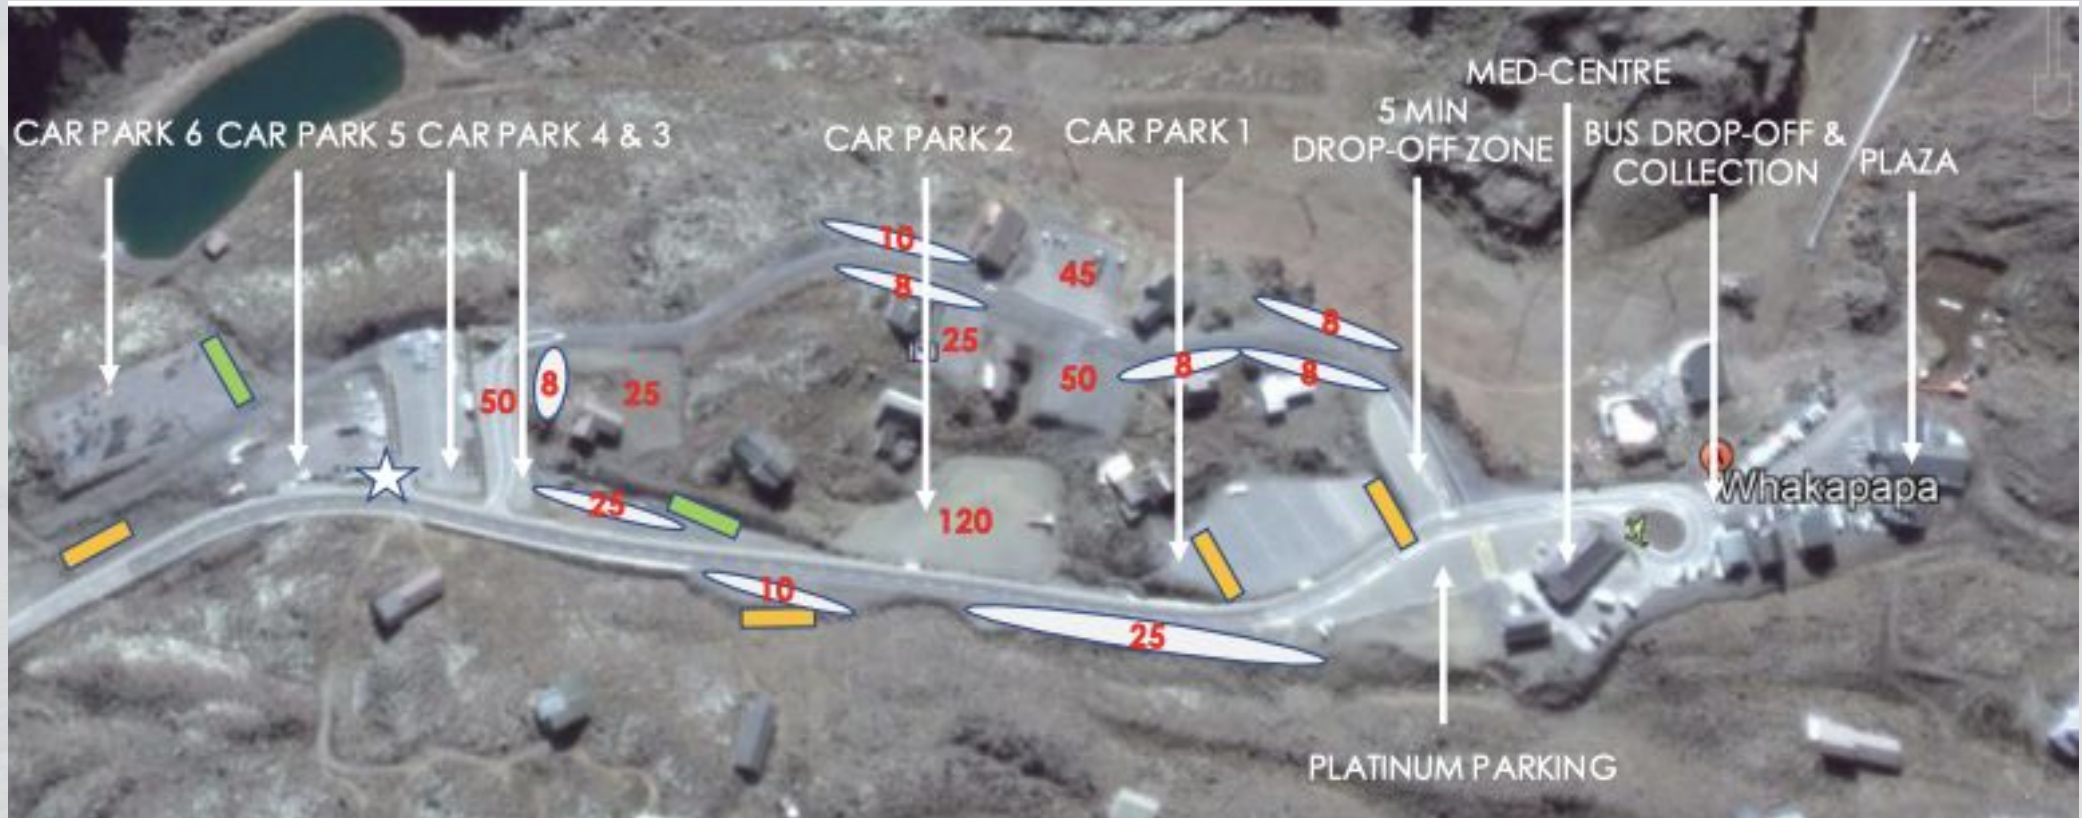 MED-CENTRE
5 MIN
DROP-OFF ZONE
BUS DROP-OFF &
COLLECTION
PLAZA
CAR PARK 6
CAR PARK 5
CAR PARK 4 & 3
CAR PARK 2
CAR PARK 1
10
45
8
8
25
8
8
50
8
25
50
Whakapapa
25
120
10
25
PLATINUM PARKING